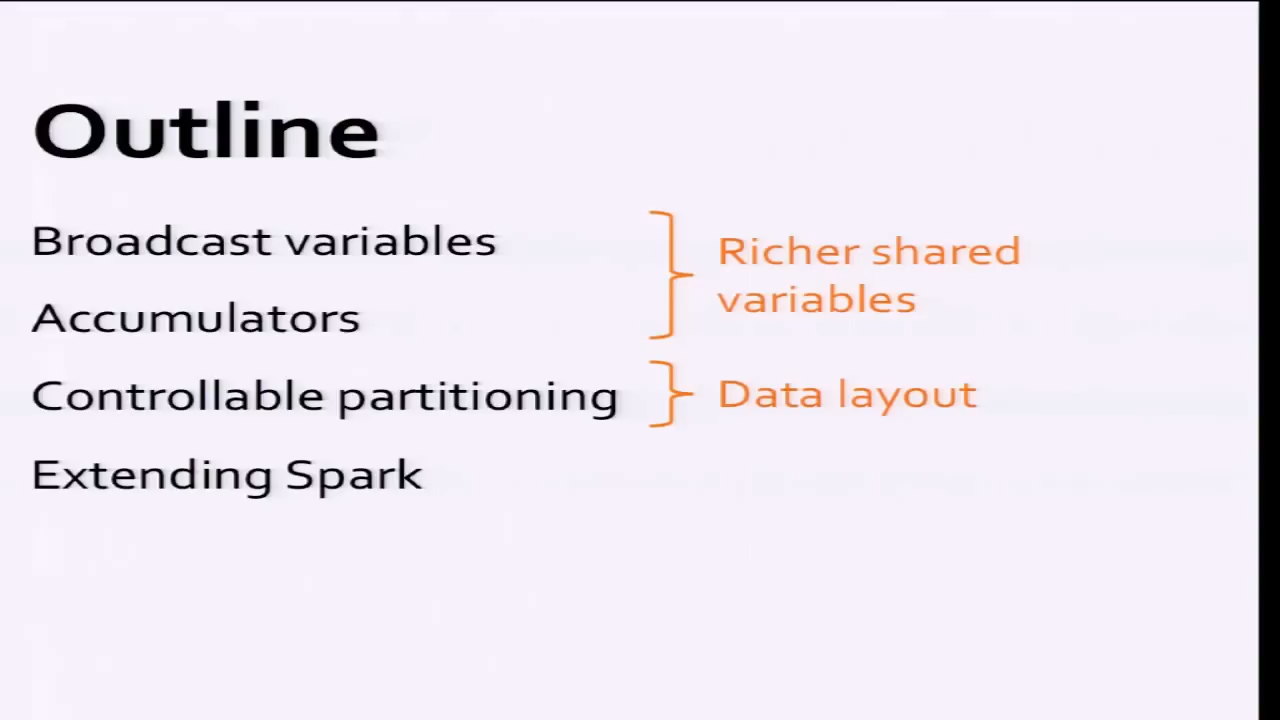 Outline
Broadcast variables
Accumulators
Richer shared
variables
Controllable partitioning
Data layout
Extending Spark